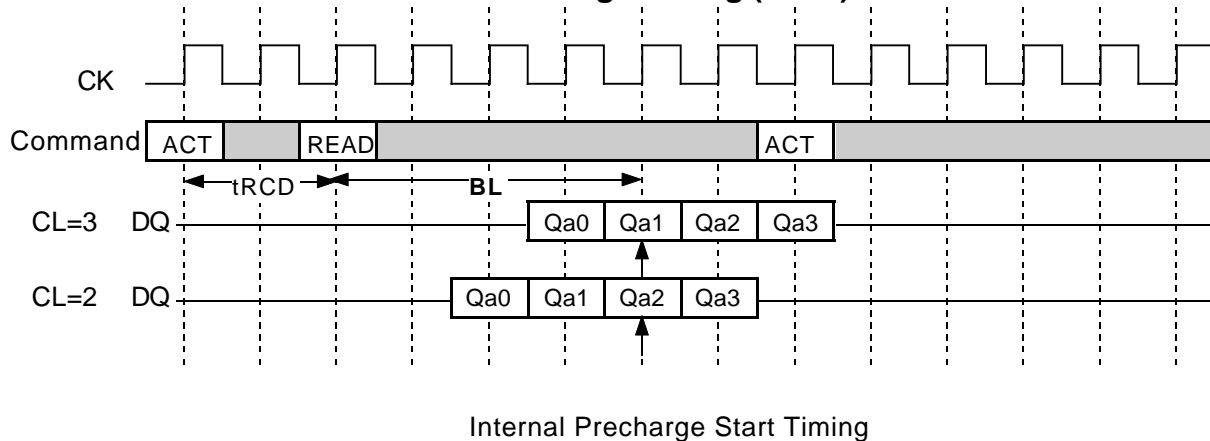 CK
Command ACT READ ACT
tRCD BL
CL=3 DQ Qa0 Qa1 Qa2 Qa3
CL=2 DQ Qa0 Qa1 Qa2 Qa3
Internal Precharge Start Timing